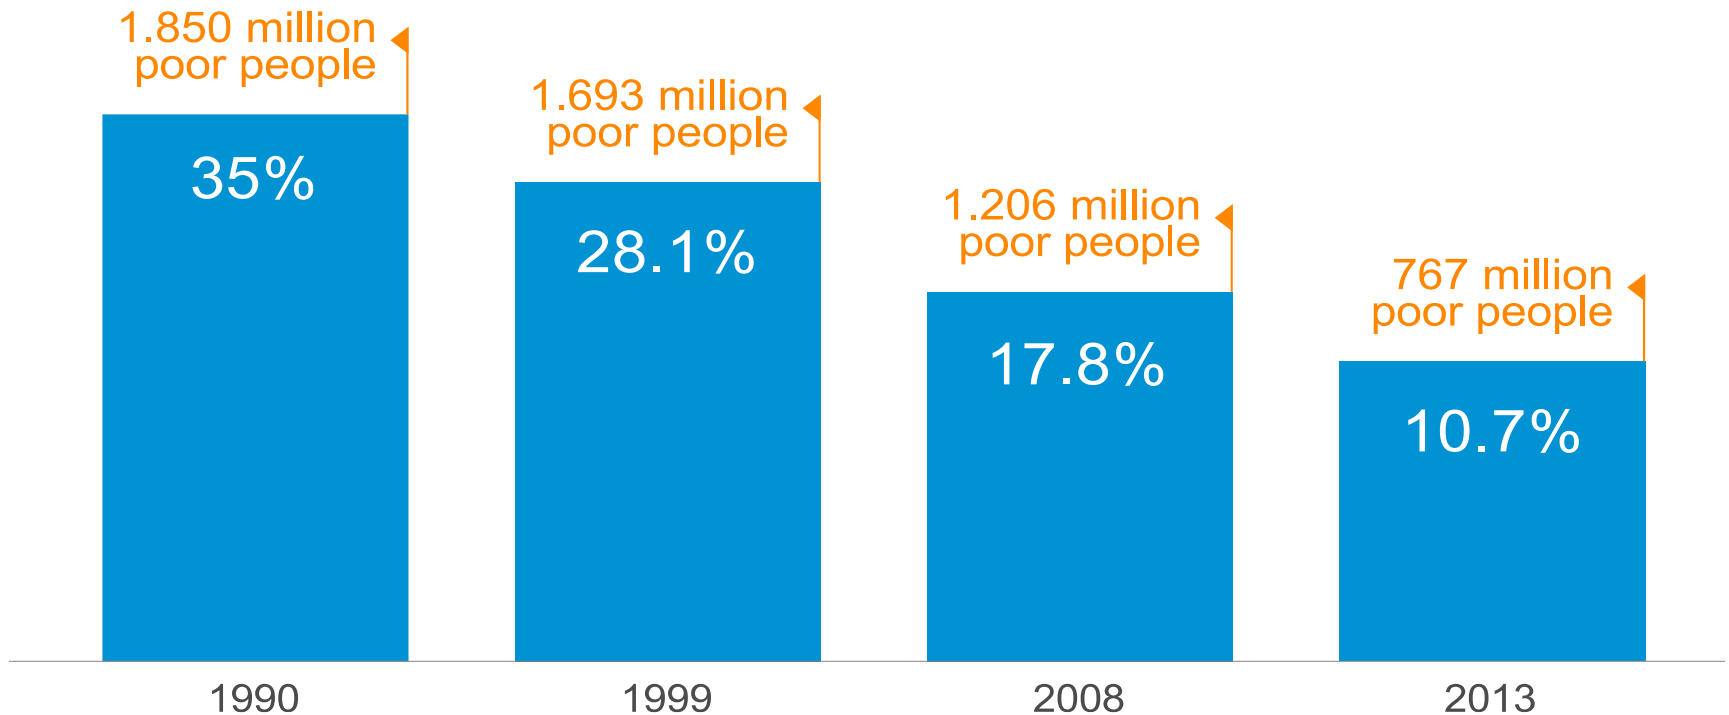 1.850 million
poor people
35%
1.693 million
poor people
28.1%
1.206 million
poor people
17.8%
767 million
poor people
10.7%
1990
1999
2008
2013